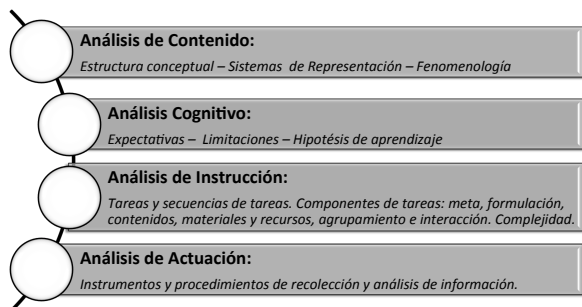 Análisis de Contenido:
Estructura conceptual – Sistemas de Representación – Fenomenología
Análisis Cognitivo:
Expectativas – Limitaciones – Hipotésis de aprendizaje
Análisis de Instrucción:
Tareas y secuencias de tareas. Componentes de tareas: meta, formulación,
contenidos, materiales y recursos, agrupamiento e interacción. Complejidad.
Análisis de Actuación:
Instrumentos y procedimientos de recolección y análisis de información.